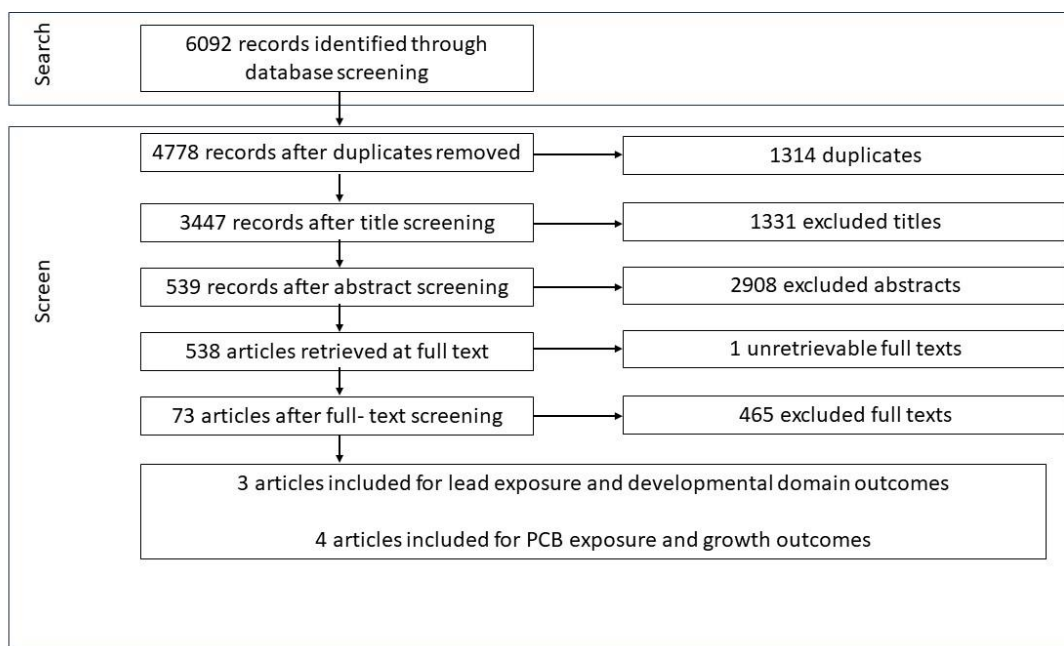 Search
6092 records identified through
database screening
Screen
4778 records after duplicates removed
1314 duplicates
3447 records after title screening
1331 excluded titles
539 records after abstract screening
2908 excluded abstracts
538 articles retrieved at full text
1 unretrievable full texts
73 articles after full- text screening
465 excluded full texts
3 articles included for lead exposure and developmental domain outcomes
4 articles included for PCB exposure and growth outcomes